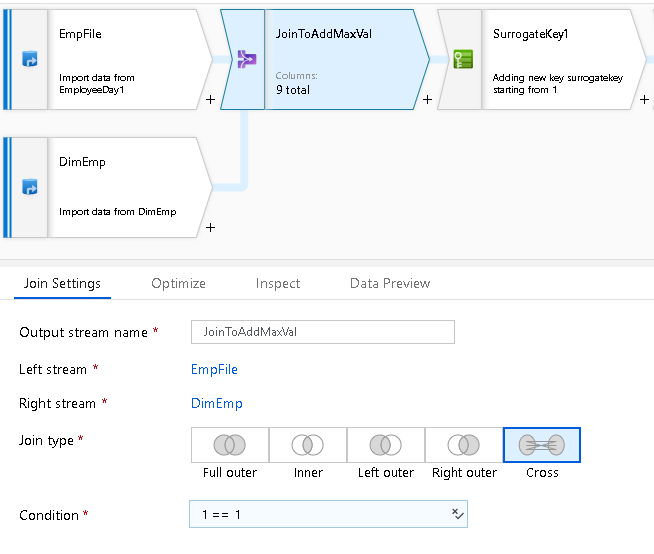 EmpFile
Import data from
EmployeeDay1
+
JoinToAddMaxVal
Columns:
9 total
+
SurrogateKey1
Adding new key surrogatekey
starting from 1
+
DimEmp
Import data from DimEmp
+
Join Settings
Optimize
Inspect
Data Preview
Output stream name *
JoinToAddMaxVal
Left stream *
EmpFile
Right stream *
DimEmp
Join type *
Full outer
Inner
Left outer
Right outer
Cross
Condition *
1 == 1